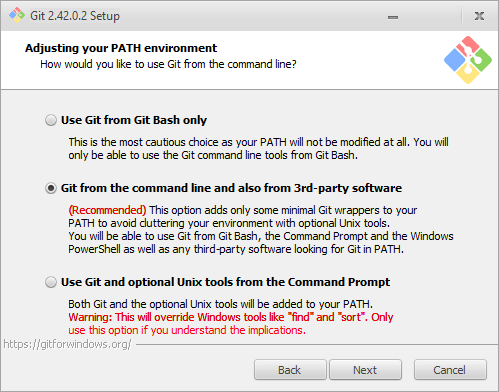 Git 2.42.0.2 Setup
Adjusting your PATH environment
How would you like to use Git from the command line?
Use Git from Git Bash only
This is the most cautious choice as your PATH will not be modified at all. You will
only be able to use the Git command line tools from Git Bash.
Git from the command line and also from 3rd-party software
(Recommended) This option adds only some minimal Git wrappers to your
PATH to avoid cluttering your environment with optional Unix tools.
You will be able to use Git from Git Bash, the Command Prompt and the Windows
PowerShell as well as any third-party software looking for Git in PATH.
Use Git and optional Unix tools from the Command Prompt
Both Git and the optional Unix tools will be added to your PATH.
Warning: This will override Windows tools like "find" and "sort". Only
use this option if you understand the implications.
https://gitforwindows.org/
Back
Next
Cancel